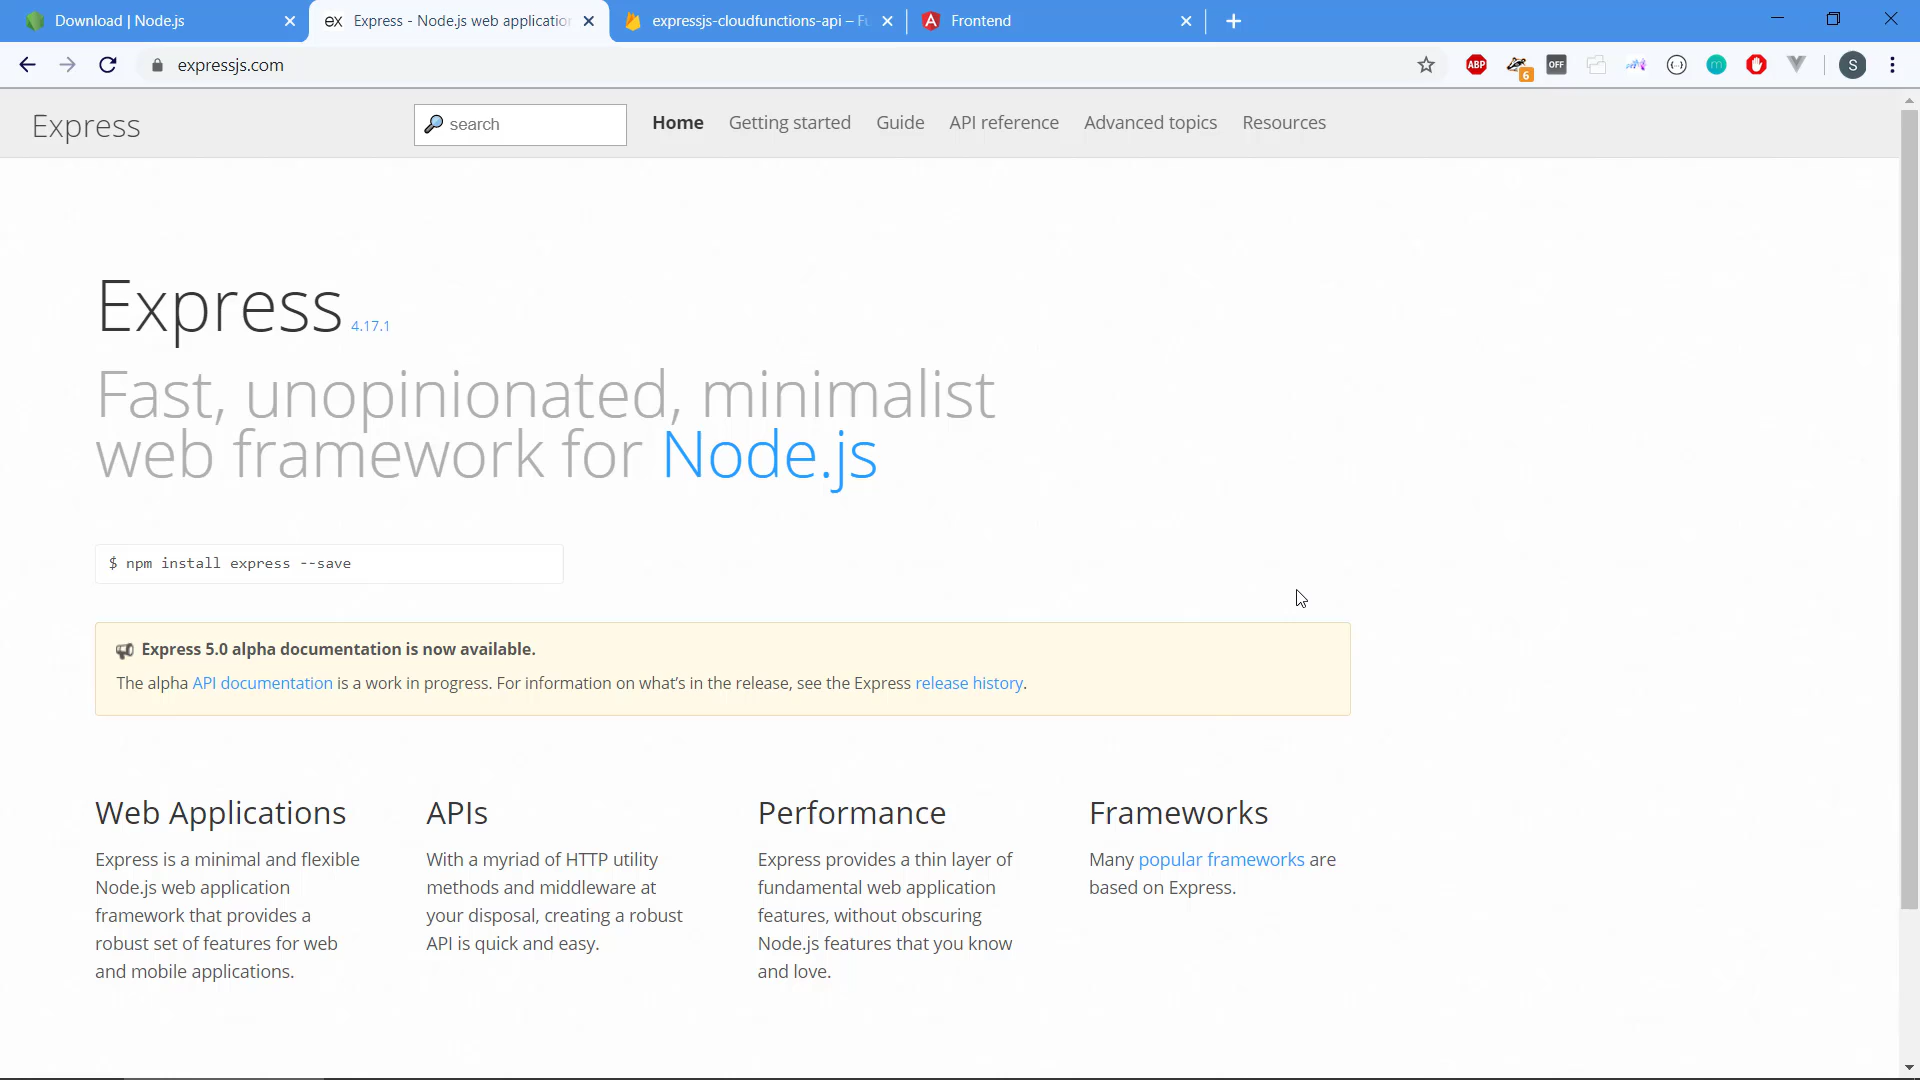 Download | Node.js
ex Express - Node.js web application
expressjs-cloudfunctions-api – Fu
Frontend
expressjs.com
ABP
6
OFF
m
S
Express
search
Home
Getting started
Guide
API reference
Advanced topics
Resources
Express 4.17.1
Fast, unopinionated, minimalist
web framework for Node.js
$ npm install express --save
Express 5.0 alpha documentation is now available.
The alpha API documentation is a work in progress. For information on what’s in the release, see the Express release history.
Web Applications
Express is a minimal and flexible
Node.js web application
framework that provides a
robust set of features for web
and mobile applications.
APIs
With a myriad of HTTP utility
methods and middleware at
your disposal, creating a robust
API is quick and easy.
Performance
Express provides a thin layer of
fundamental web application
features, without obscuring
Node.js features that you know
and love.
Frameworks
Many popular frameworks are
based on Express.